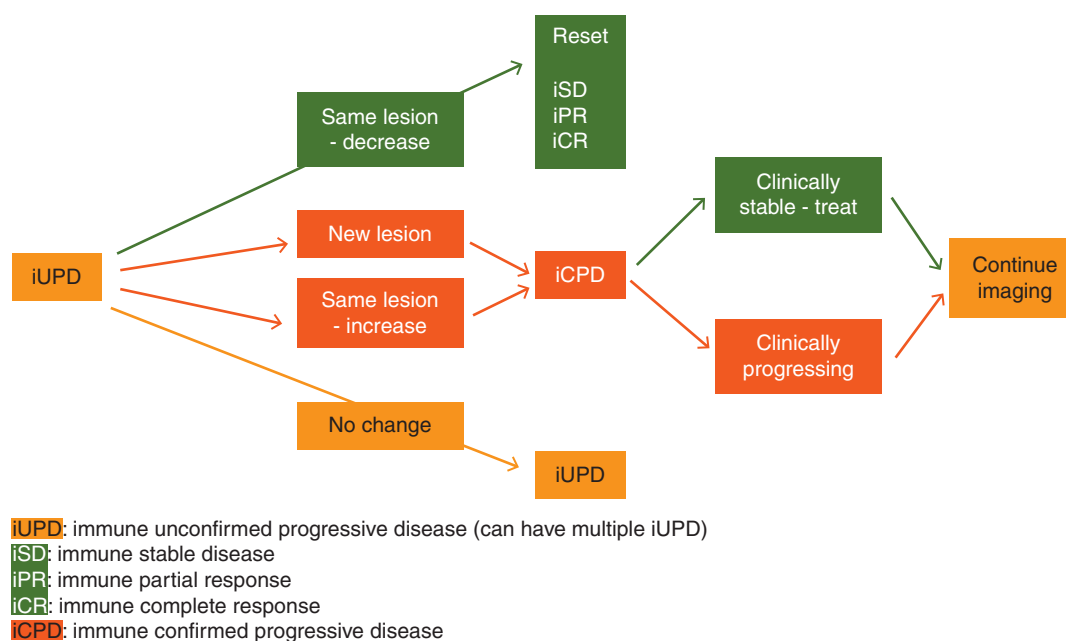 Reset
iSD
iPR
iCR
Same lesion
- decrease
Clinically
stable - treat
New lesion
iUPD
iCPD
Continue
imaging
Same lesion
- increase
Clinically
progressing
No change
iUPD
iUPD: immune unconfirmed progressive disease (can have multiple iUPD)
iSD: immune stable disease
iPR: immune partial response
iCR: immune complete response
iCPD: immune confirmed progressive disease